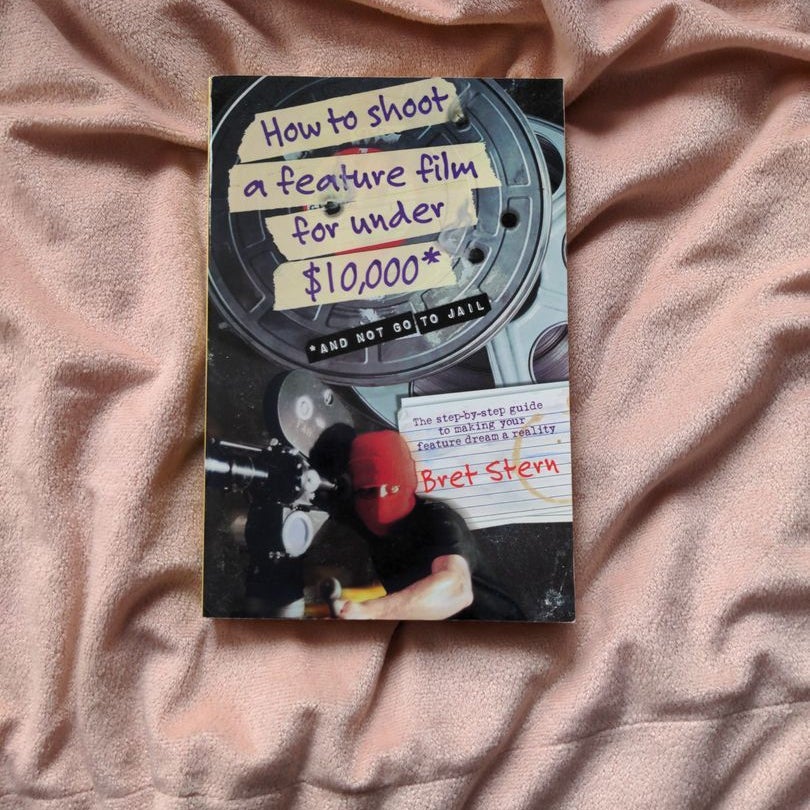 How to shoot
a feature film
for under
$10,000*
*AND NOT GO TO JAIL
The step-by-step guide
to making your
feature dream a reality
Bret Stern